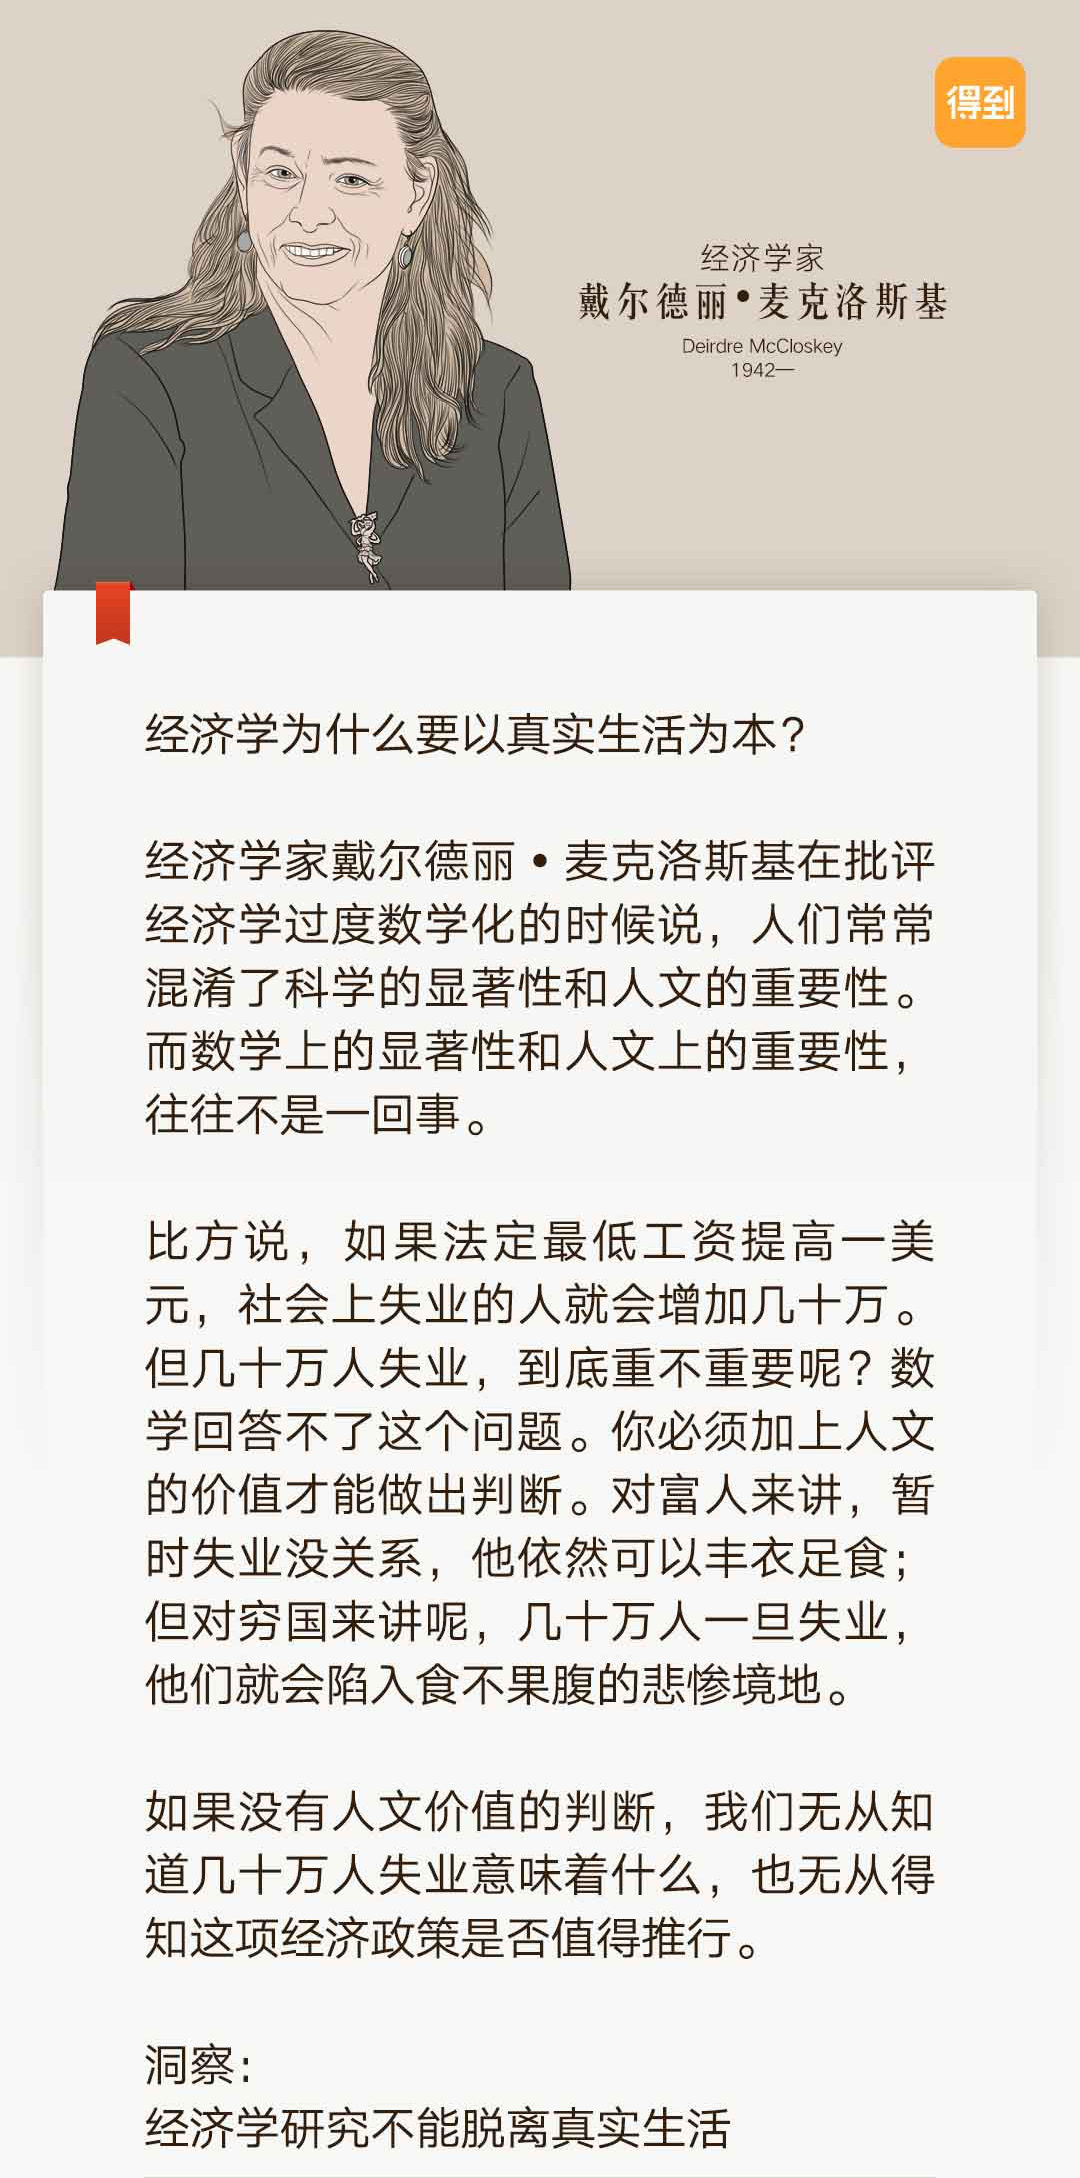 得到
经济学家
戴尔德丽•麦克洛斯基
Deirdre McCloskey
1942—
经济学为什么要以真实生活为本？
经济学家戴尔德丽•麦克洛斯基在批评
经济学过度数学化的时候说，人们常常
混淆了科学的显著性和人文的重要性。
而数学上的显著性和人文上的重要性，
往往不是一回事。
比方说，如果法定最低工资提高一美
元，社会上失业的人就会增加几十万。
但几十万人失业，到底重不重要呢？数
学回答不了这个问题。你必须加上人文
的价值才能做出判断。对富人来讲，暂
时失业没关系，他依然可以丰衣足食；
但对穷国来讲呢，几十万人一旦失业，
他们就会陷入食不果腹的悲惨境地。
如果没有人文价值的判断，我们无从知
道几十万人失业意味着什么，也无从得
知这项经济政策是否值得推行。
洞察：
经济学研究不能脱离真实生活